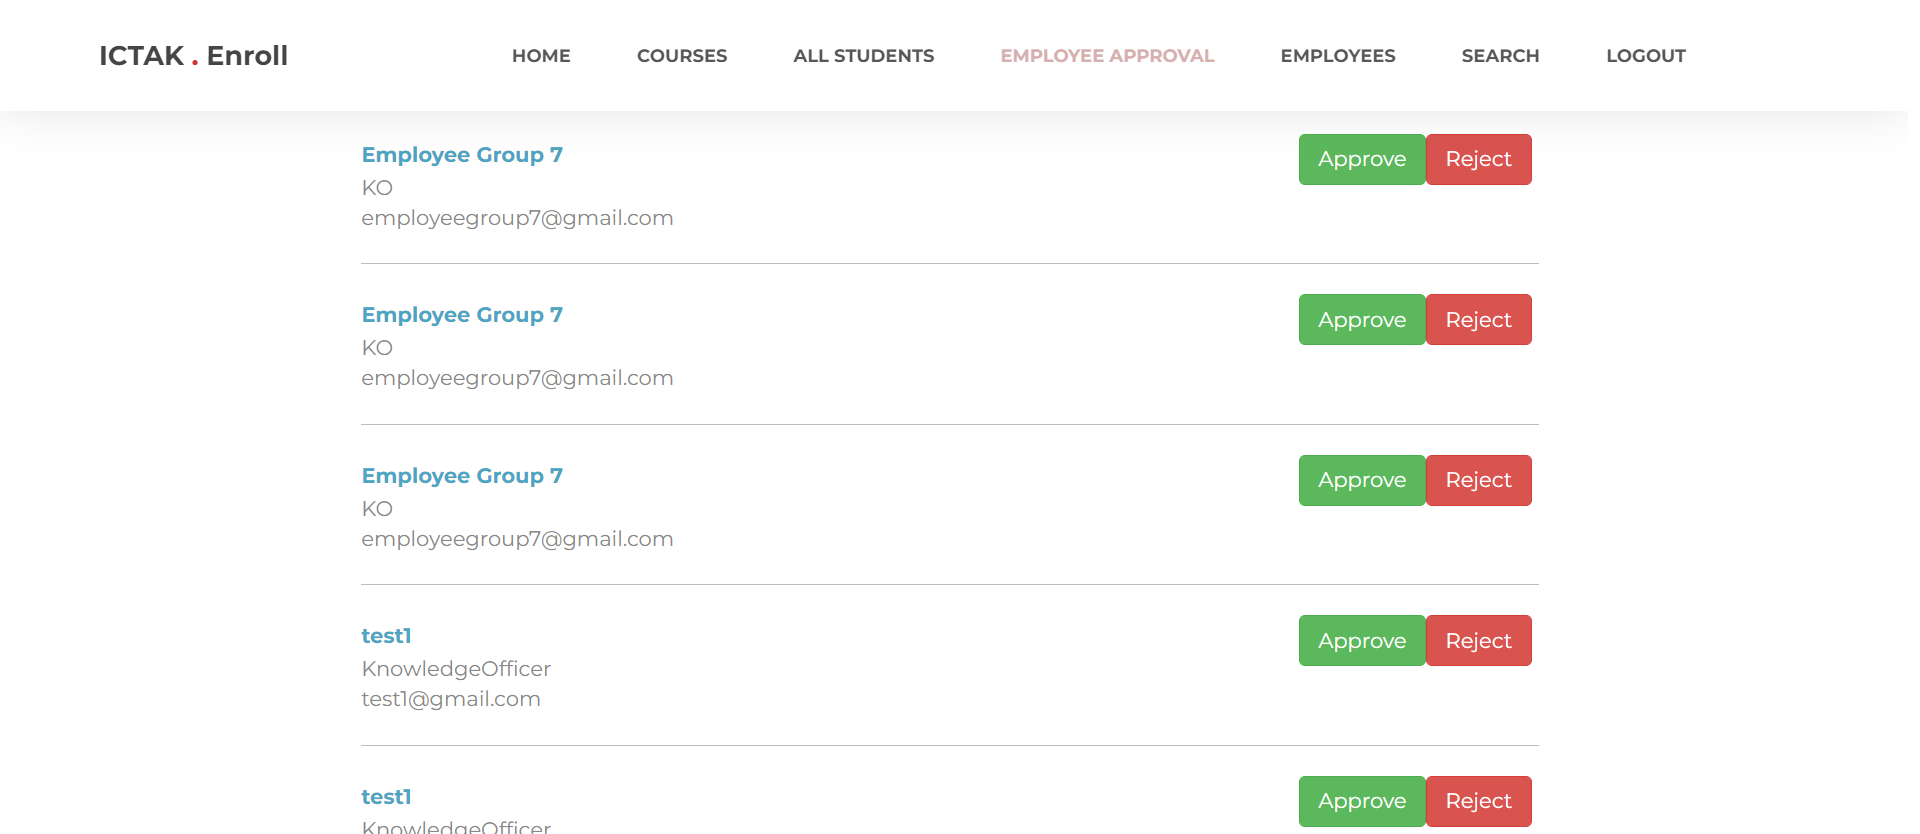 ICTAK . Enroll HOME COURSES ALL STUDENTS EMPLOYEE APPROVAL EMPLOYEES SEARCH LOGOUT
Employee Group 7 Approve Reject
KO
employeegroup7@gmail.com
Employee Group 7 Approve Reject
KO
employeegroup7@gmail.com
Employee Group 7 Approve Reject
KO
employeegroup7@gmail.com
test1 Approve Reject
KnowledgeOfficer
test1@gmail.com
test1 Approve Reject
KnowledgeOfficer